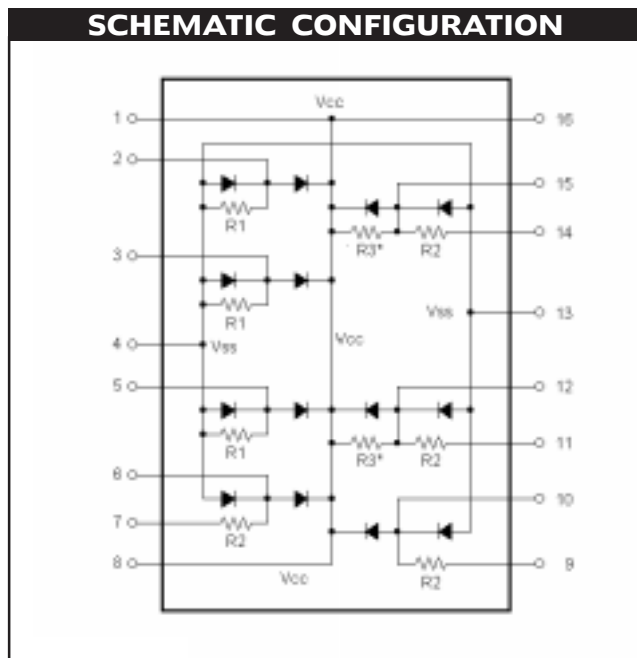 SCHEMATIC CONFIGURATION
Vcc
1 16
2
15
R1 R3* R2 14
3
R1 Vss 13
4 Vss Vcc
5 12
R1 R3* R2 11
6
10
7 R2
8 Vcc R2 9